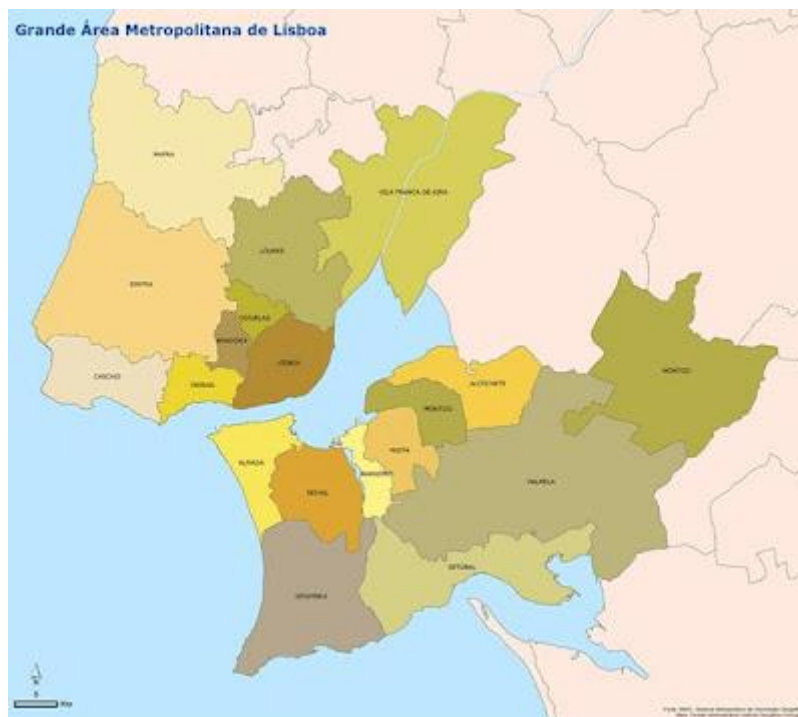 Grande Área Metropolitana de Lisboa
MAFRA
VILA FRANCA DE XIRA
LOURES
SINTRA
ODIVELAS
AMADORA
LISBOA
CASCAIS
OEIRAS
ALCOCHETE
MONTIJO
MONTIJO
MOITA
BARREIRO
ALMADA
SEIXAL
PALMELA
SETÚBAL
SESIMBRA
N
Km